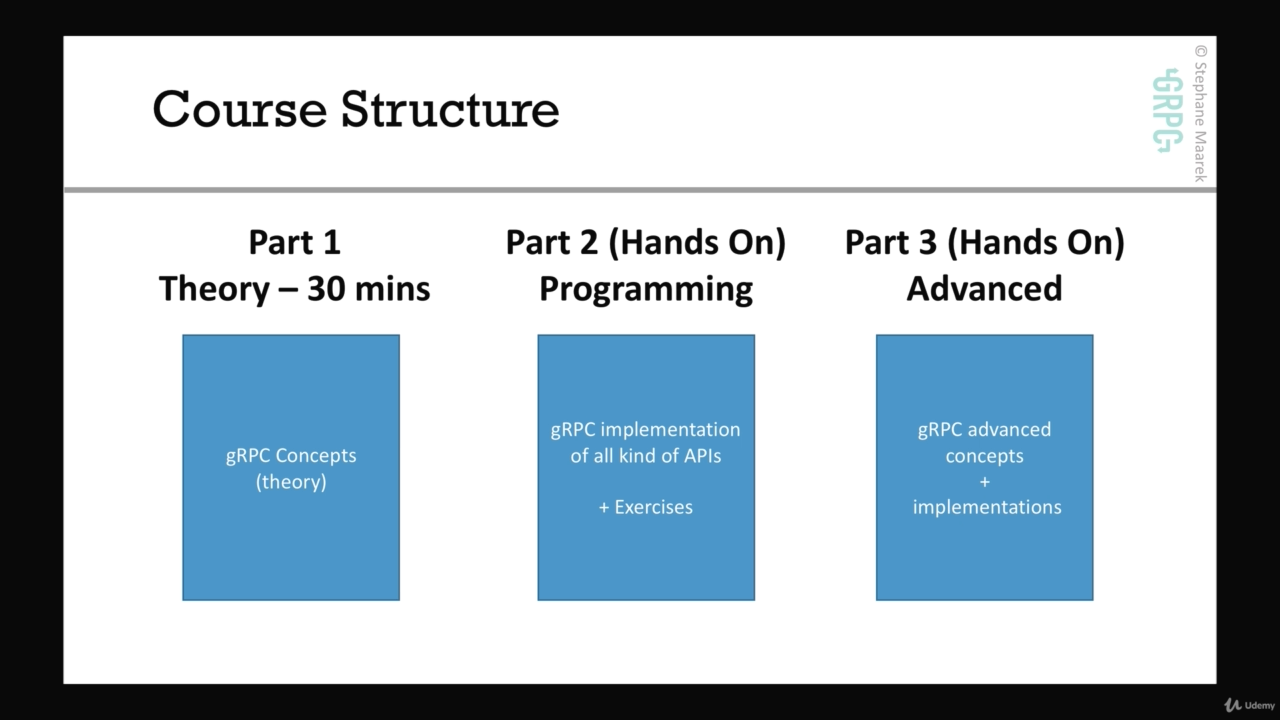 Course Structure
© Stephane Maarek
GRPC
Part 1
Theory – 30 mins
gRPC Concepts
(theory)
Part 2 (Hands On)
Programming
gRPC implementation
of all kind of APIs
+ Exercises
Part 3 (Hands On)
Advanced
gRPC advanced
concepts
+
implementations
Udemy